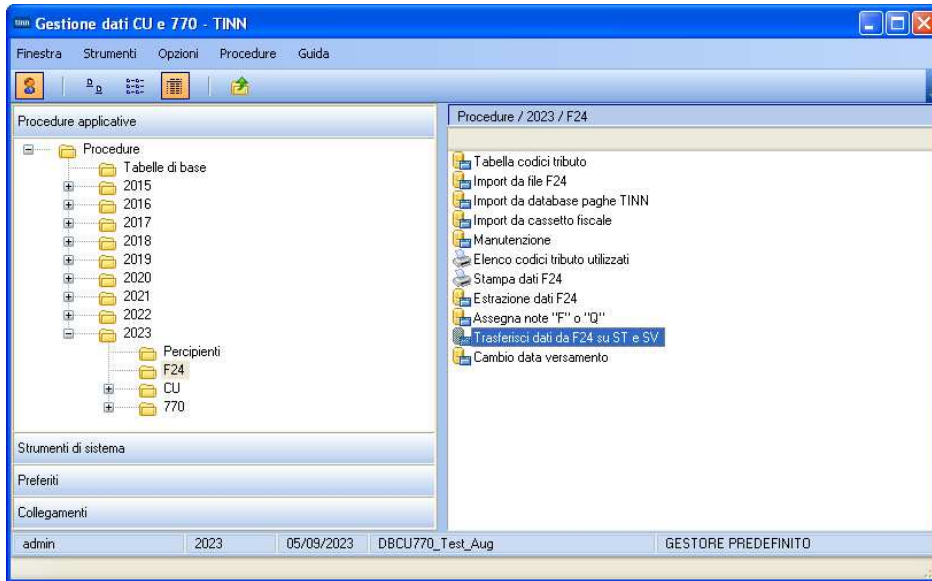 TINN Gestione dati CU e 770 - TINN
Finestra Strumenti Opzioni Procedure Guida
Procedure applicative
Procedure
Tabelle di base
2015
2016
2017
2018
2019
2020
2021
2022
2023
Percipienti
F24
CU
770
Strumenti di sistema
Preferiti
Collegamenti
Procedure / 2023 / F24
Tabella codici tributo
Import da file F24
Import da database paghe TINN
Import da cassetto fiscale
Manutenzione
Elenco codici tributo utilizzati
Stampa dati F24
Estrazione dati F24
Assegna note "F" o "Q"
Trasferisci dati da F24 su ST e SV
Cambio data versamento
admin 2023 05/09/2023 DBCU770_Test_Aug GESTORE PREDEFINITO